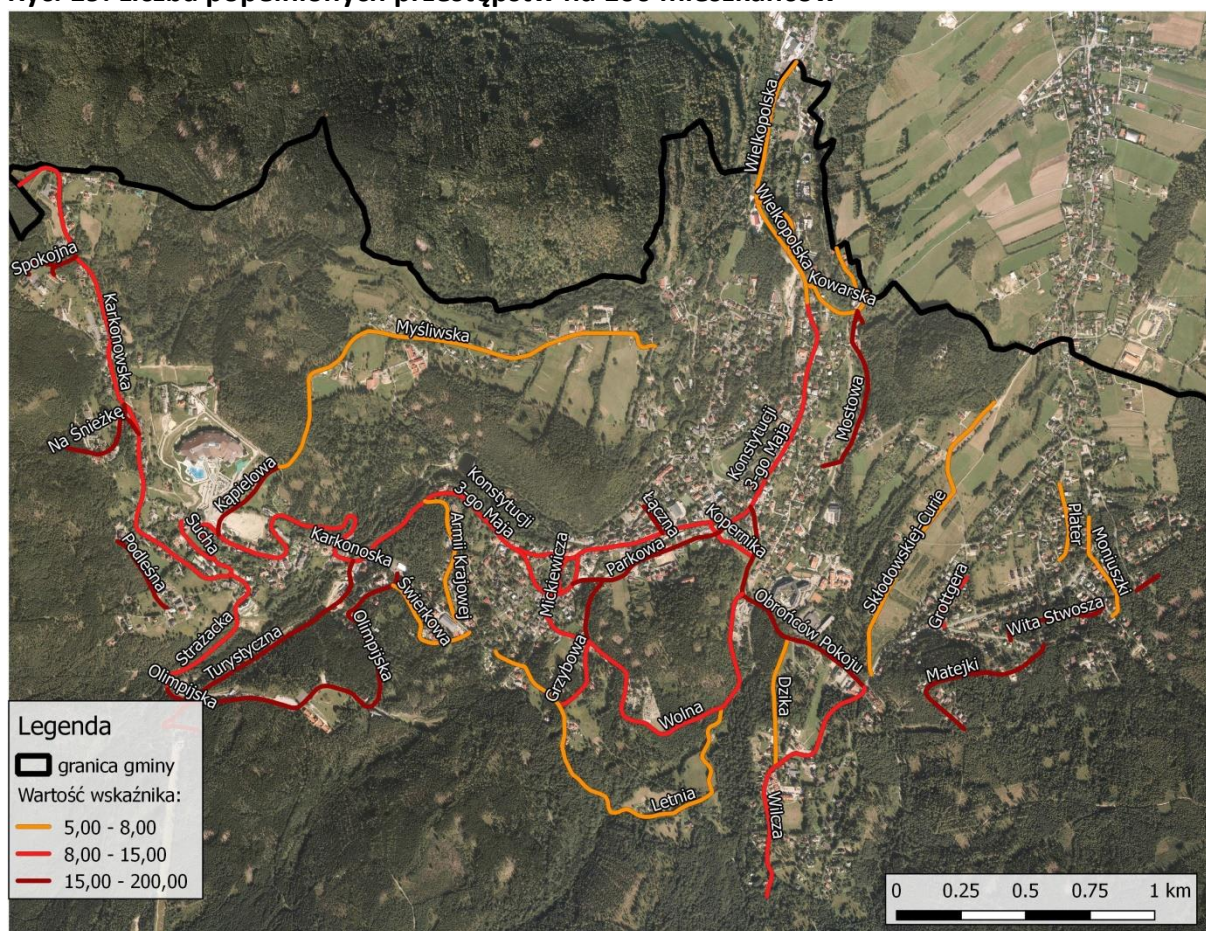 Ryc. 15. Liczba popełnionych przestępstw na 100 mieszkańców
Wielkopolska
Wielkopolska
Kowarska
Spokojna
Karkonowska
Myśliwska
Mostowa
Na Śnieżkę
Kąpielowa
Konstytucji
3-go Maja
Konstytucji
3-go Maja
Łączna
Kopernika
Sucha
Karkonoska
Armii Krajowej
Mickiewicza
Parkowa
Skłodowskiej-Curie
Plater
Moniuszki
Podleśna
Świerkowa
Olimpijska
Obrońców Pokoju
Grottgera
Wita Stwosza
Strażacka
Turystyczna
Olimpijska
Grzybowa
Wolna
Dzika
Matejki
Letnia
Wilcza
Legenda
granica gminy
Wartość wskaźnika:
5,00 - 8,00
8,00 - 15,00
15,00 - 200,00
0 0.25 0.5 0.75 1 km